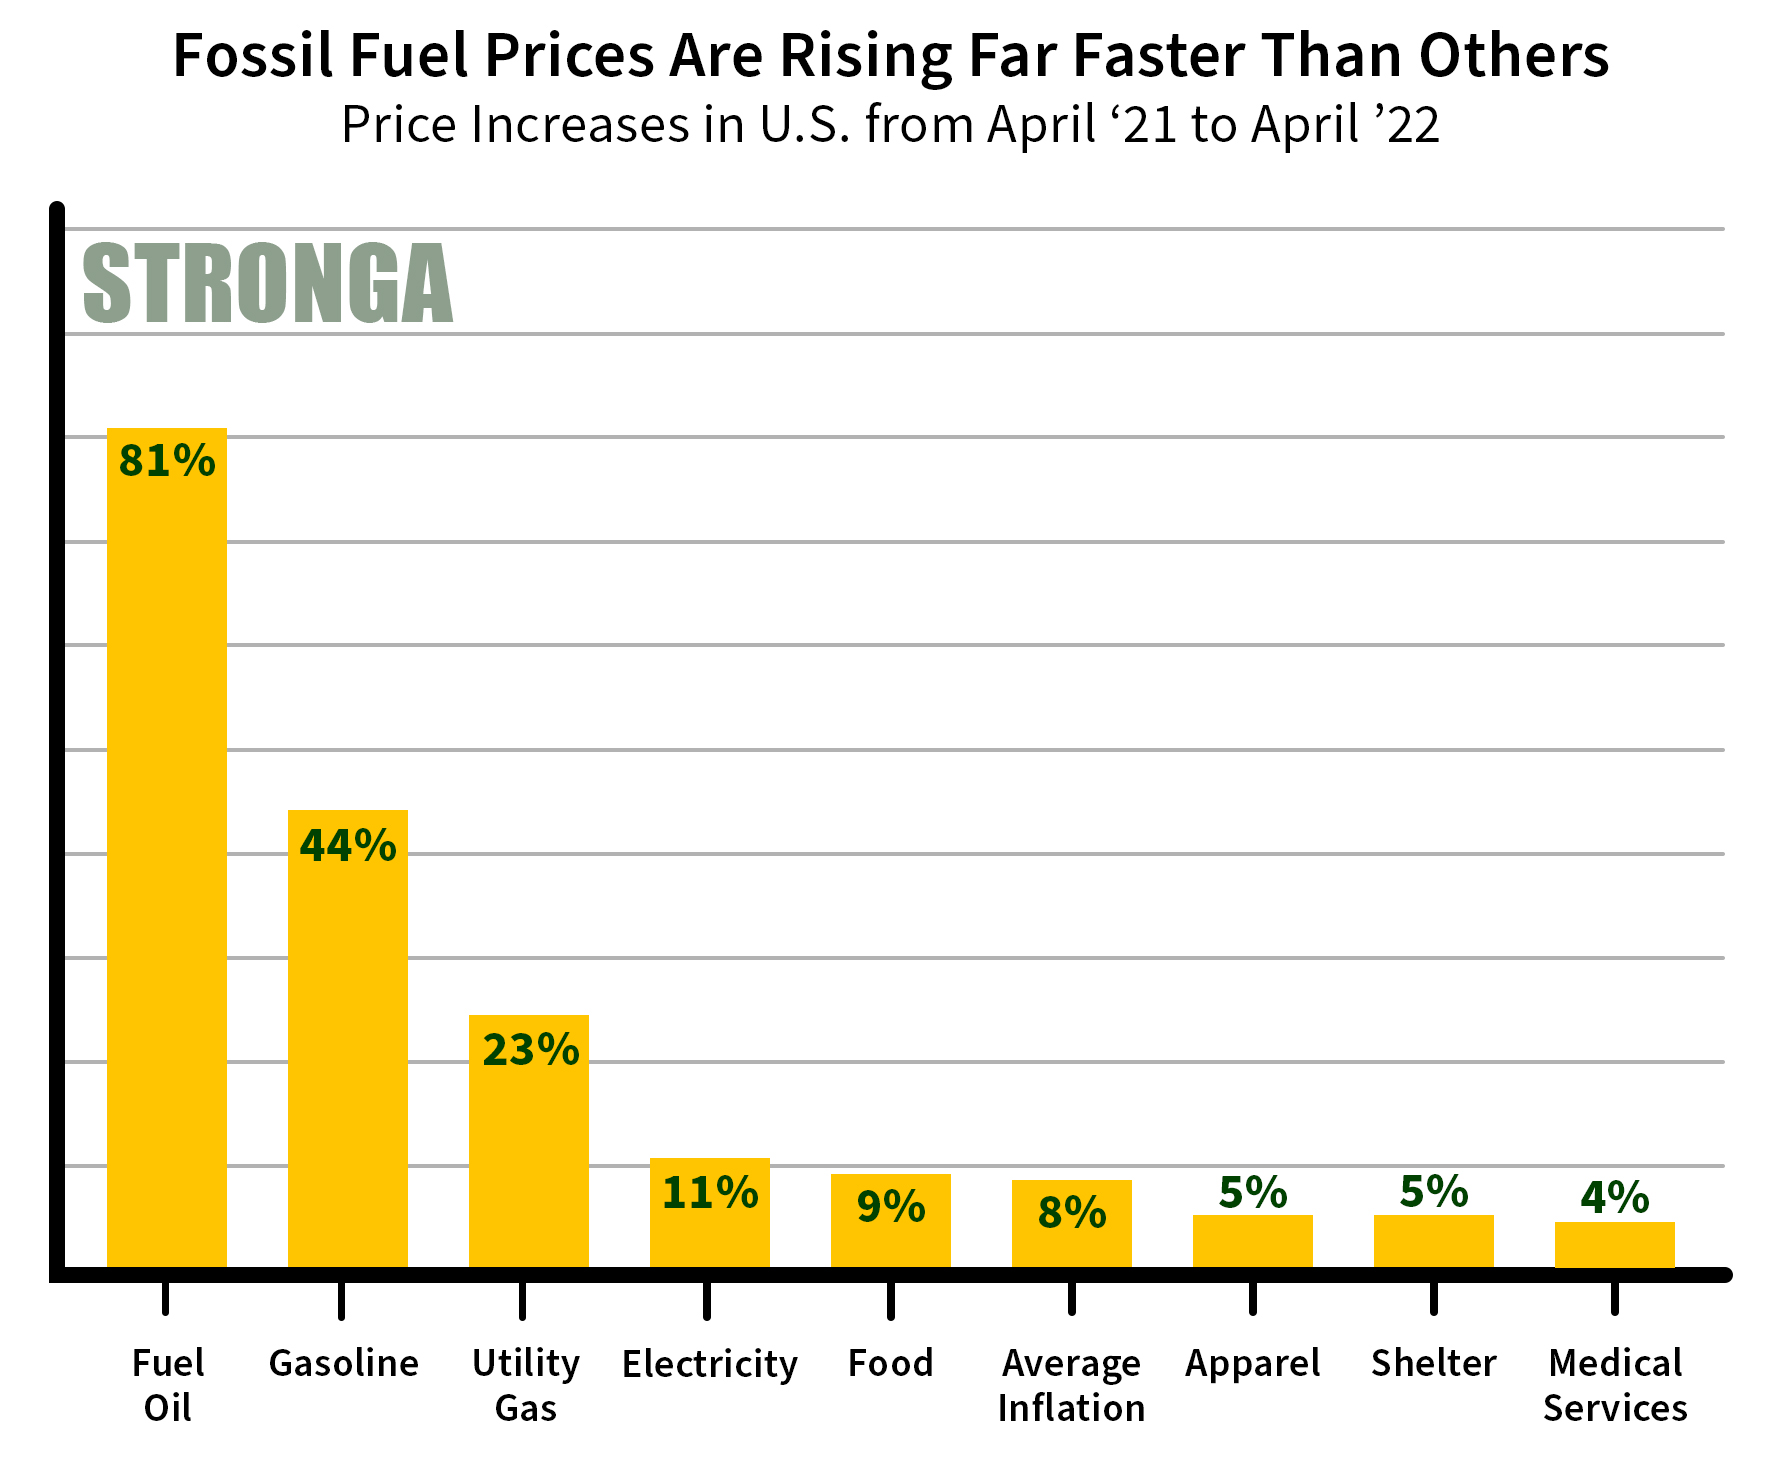 Fossil Fuel Prices Are Rising Far Faster Than Others
Price Increases in U.S. from April ‘21 to April ’22
STRONGA
81%
44%
23%
11%
9%
8%
5%
5%
4%
Fuel Oil
Gasoline
Utility Gas
Electricity
Food
Average Inflation
Apparel
Shelter
Medical Services